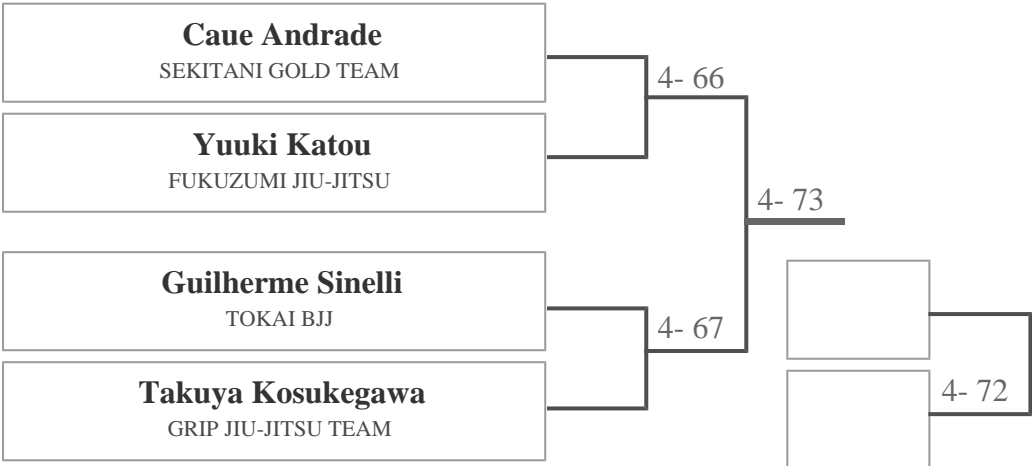 Caue Andrade
SEKITANI GOLD TEAM
4- 66
Yuuki Katou
FUKUZUMI JIU-JITSU
4- 73
Guilherme Sinelli
TOKAI BJJ
4- 67
Takuya Kosukegawa
GRIP JIU-JITSU TEAM
4- 72